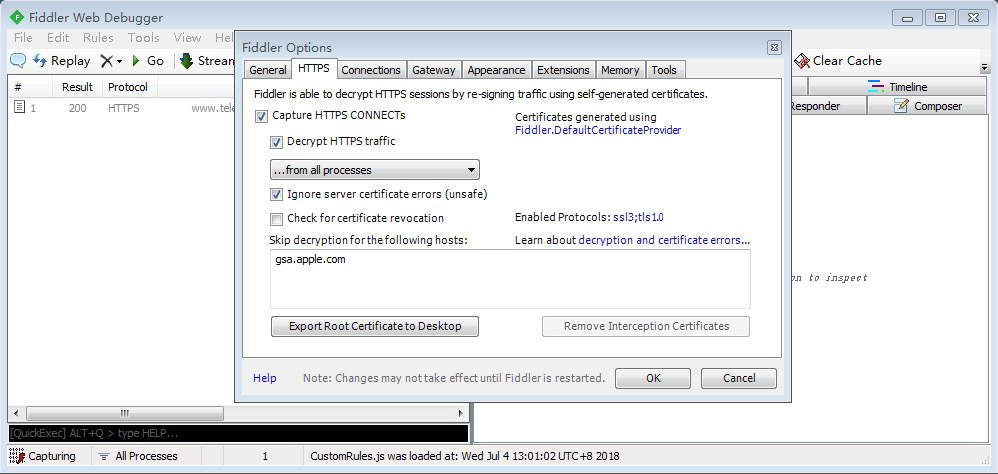 Fiddler Web Debugger
File Edit Rules Tools View
Replay Go
Clear Cache
# Result Protocol
1 200 HTTPS
Timeline
Composer
Fiddler Options
General HTTPS Connections Gateway Appearance Extensions Memory Tools
Fiddler is able to decrypt HTTPS sessions by re-signing traffic using self-generated certificates.
Capture HTTPS CONNECTs
Certificates generated using
Fiddler.DefaultCertificateProvider
Decrypt HTTPS traffic
...from all processes
Ignore server certificate errors (unsafe)
Check for certificate revocation
Enabled Protocols: ssl3;tls1.0
Skip decryption for the following hosts:
Learn about decryption and certificate errors...
gsa.apple.com
to inspect
Export Root Certificate to Desktop
Remove Interception Certificates
Help
Note: Changes may not take effect until Fiddler is restarted.
OK
Cancel
[QuickExec] ALT+Q > type HELP...
Capturing All Processes 1 CustomRules.js was loaded at: Wed Jul 4 13:01:02 UTC+8 2018